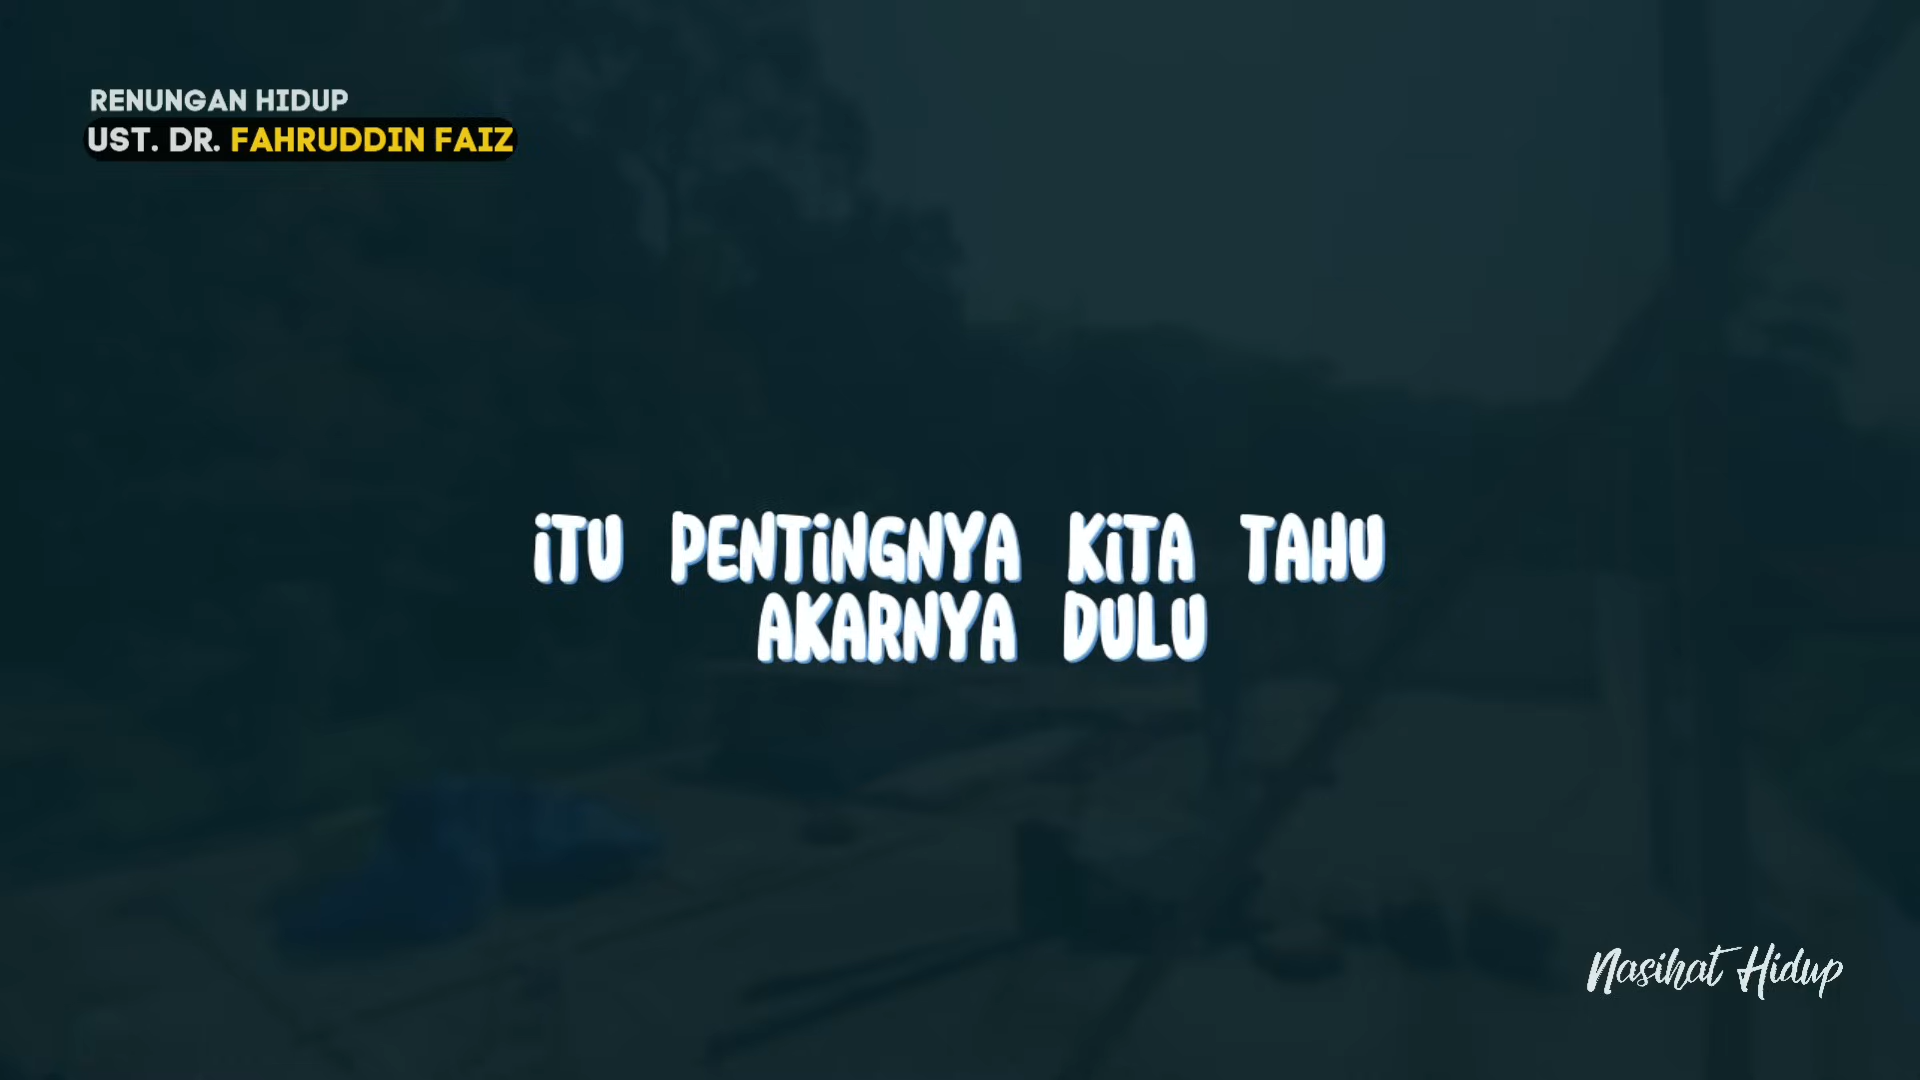 RENUNGAN HIDUP
UST. DR. FAHRUDDIN FAIZ
iTU PENTiNGNYA KiTA TAHU
AKARNYA DULU
Nasihat Hidup